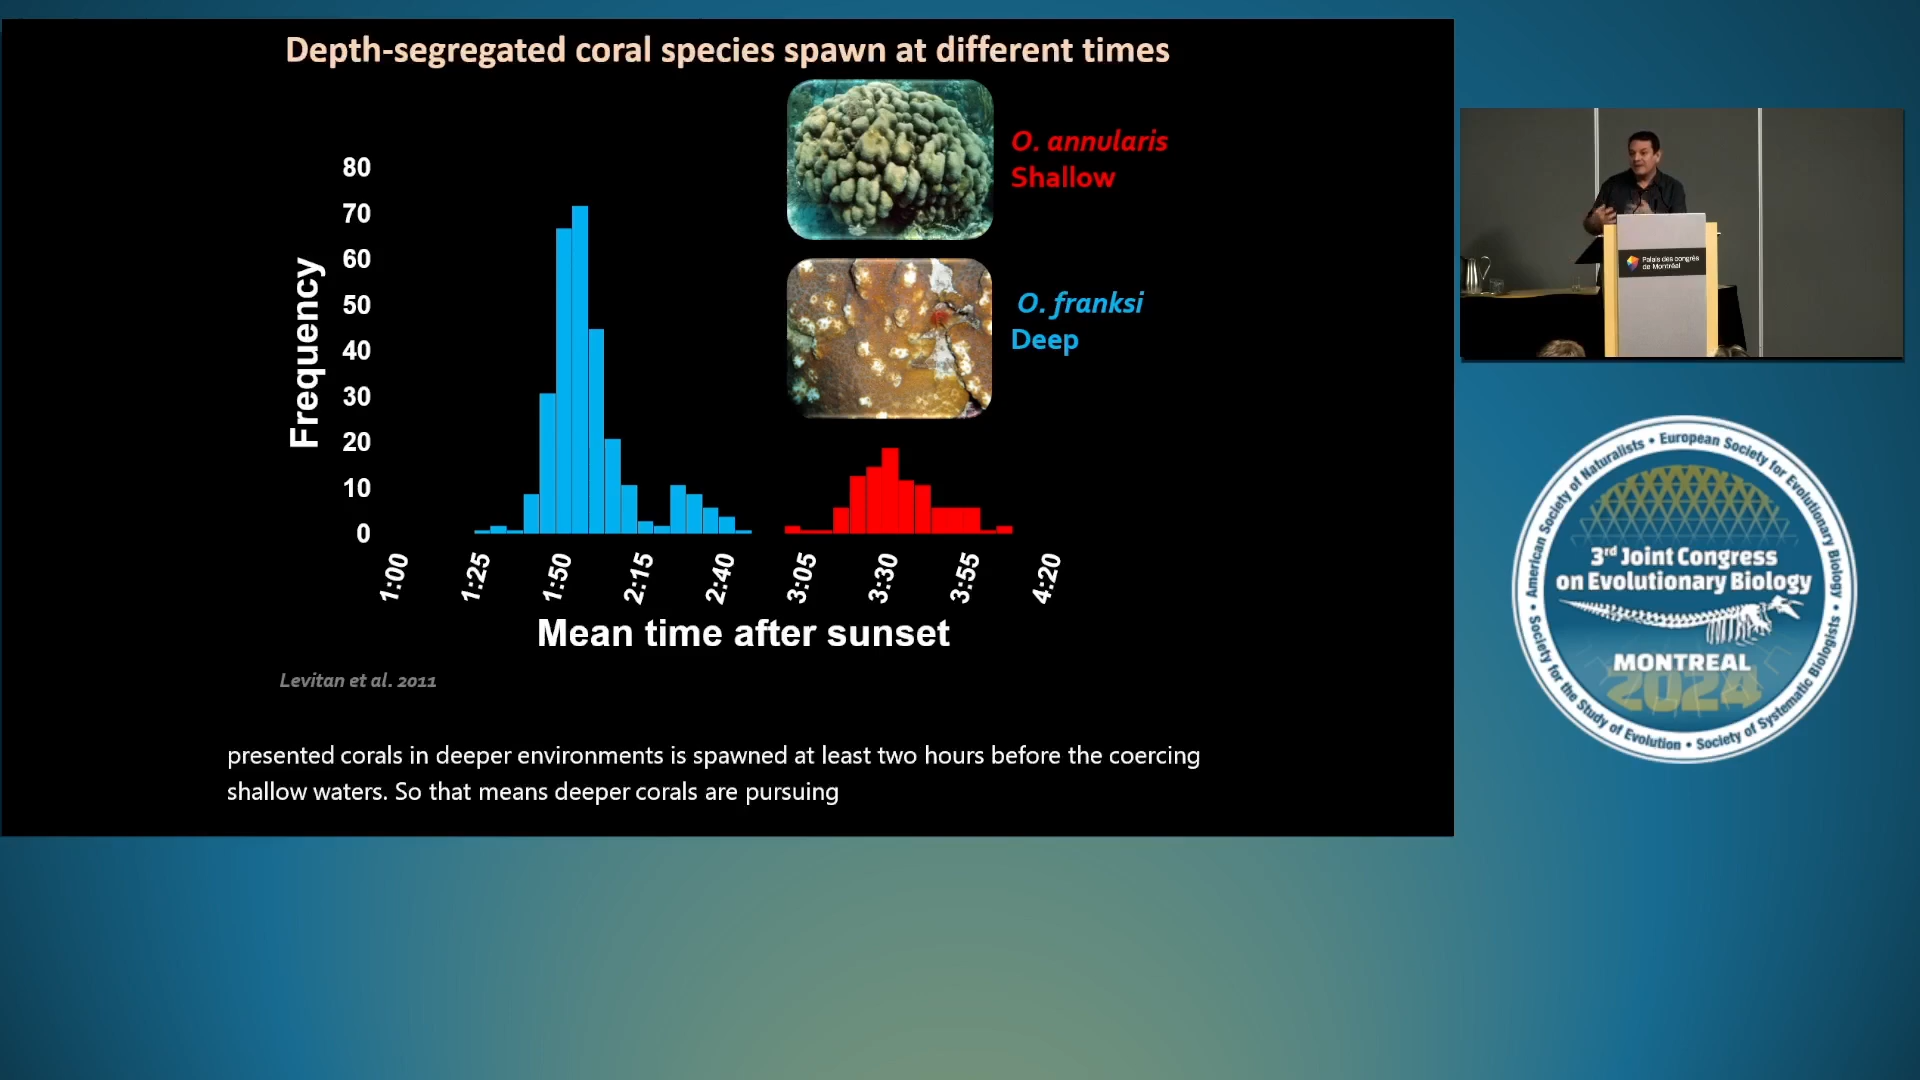 Depth-segregated coral species spawn at different times
O. annularis
Shallow
O. franksi
Deep
Frequency
80
70
60
50
40
30
20
10
0
1:00
1:25
1:50
2:15
2:40
3:05
3:30
3:55
4:20
Mean time after sunset
Levitan et al. 2011
presented corals in deeper environments is spawned at least two hours before the coercing
shallow waters. So that means deeper corals are pursuing
Palais des congrès
de Montréal
American Society of Naturalists • European Society for Evolutionary Biology •
Society for the Study of Evolution • Society of Systematic Biologists •
3rd Joint Congress
on Evolutionary Biology
MONTREAL
2024